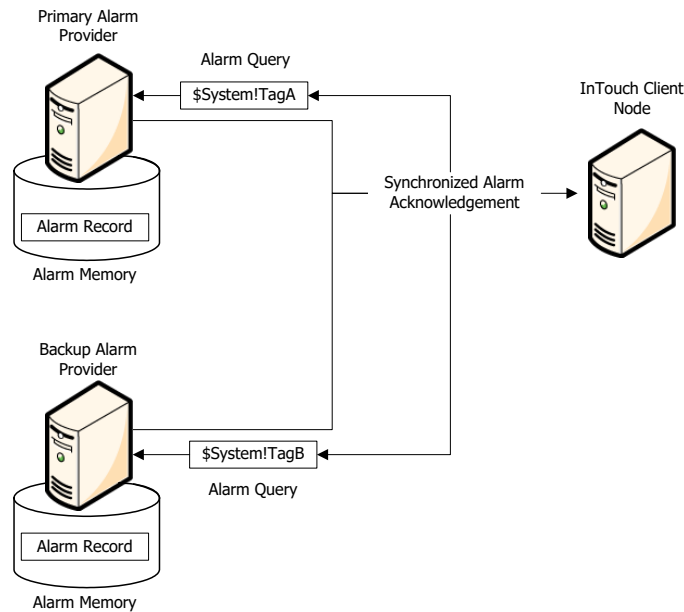 Primary Alarm
Provider
Alarm Query
$System!TagA
InTouch Client
Node
Synchronized Alarm
Acknowledgement
Alarm Record
Alarm Memory
Backup Alarm
Provider
$System!TagB
Alarm Query
Alarm Record
Alarm Memory